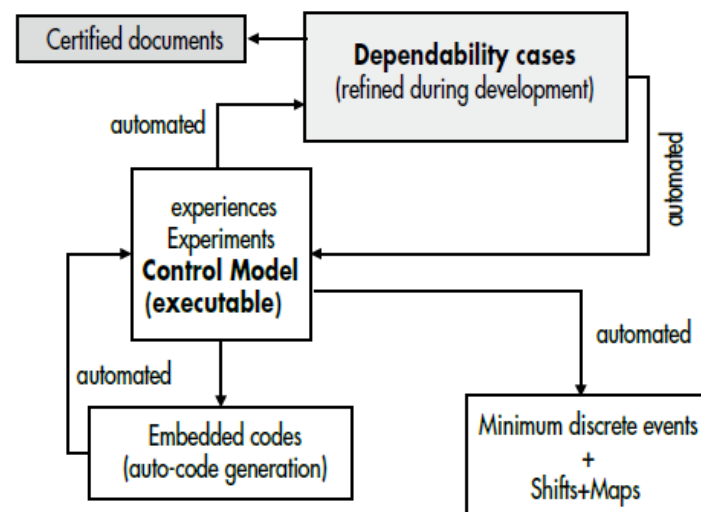 Certified documents
Dependability cases
(refined during development)
automated
automated
experiences
Experiments
Control Model
(executable)
automated
automated
Embedded codes
(auto-code generation)
Minimum discrete events
+
Shifts+Maps